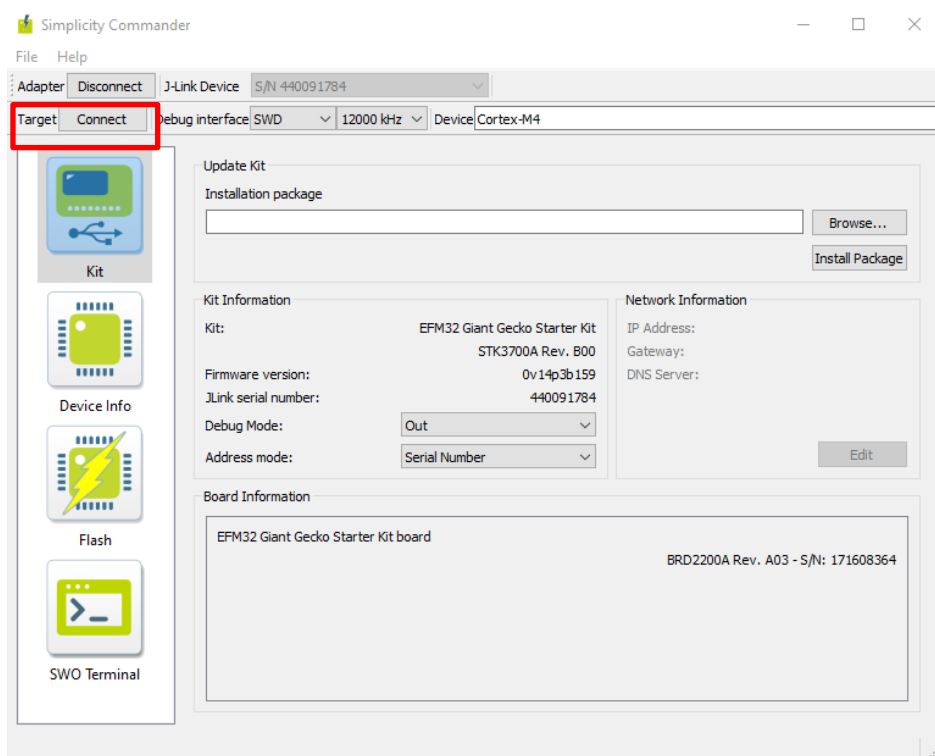 Simplicity Commander
File Help
Adapter Disconnect J-Link Device S/N 440091784
Target Connect Debug interface SWD 12000 kHz Device Cortex-M4
Kit
Device Info
Flash
SWO Terminal
Update Kit
Installation package
Browse...
Install Package
Kit Information
Kit: EFM32 Giant Gecko Starter Kit
STK3700A Rev. B00
Firmware version: 0v14p3b159
JLink serial number: 440091784
Debug Mode: Out
Address mode: Serial Number
Network Information
IP Address:
Gateway:
DNS Server:
Edit
Board Information
EFM32 Giant Gecko Starter Kit board
BRD2200A Rev. A03 - S/N: 171608364